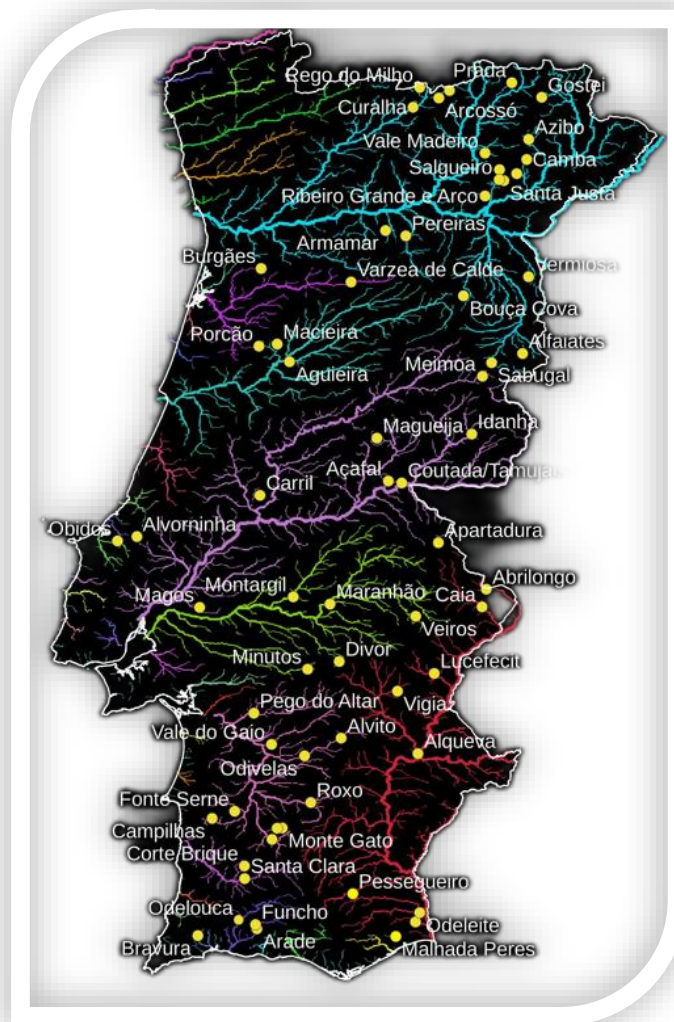 Prada
Rego do Milho
Gostei
Curalha
Arcossó
Azibo
Vale Madeiro
Camba
Salgueiro
Santa Justa
Ribeiro Grande e Arco
Pereiras
Armamar
Burgães
Vermiosa
Varzea de Calde
Bouça Cova
Porcão
Macieira
Alfaiates
Meimoa
Aguieira
Sabugal
Magueija
Idanha
Açafal
Coutada/Tamujais
Carril
Obidos
Alvorninha
Apartadura
Abrilongo
Montargil
Maranhão
Caia
Magos
Veiros
Divor
Minutos
Lucefecit
Pego do Altar
Vigia
Vale do Gaio
Alvito
Alqueva
Odivelas
Roxo
Fonte Serne
Campilhas
Monte Gato
Corte Brique
Santa Clara
Pessegueiro
Odelouca
Funcho
Odeleite
Arade
Bravura
Malhada Peres